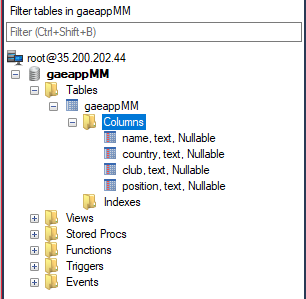 Filter tables in gaeappMM
Filter (Ctrl+Shift+B)
root@35.200.202.44
gaeappMM
Tables
gaeappMM
Columns
name, text, Nullable
country, text, Nullable
club, text, Nullable
position, text, Nullable
Indexes
Views
Stored Procs
Functions
Triggers
Events